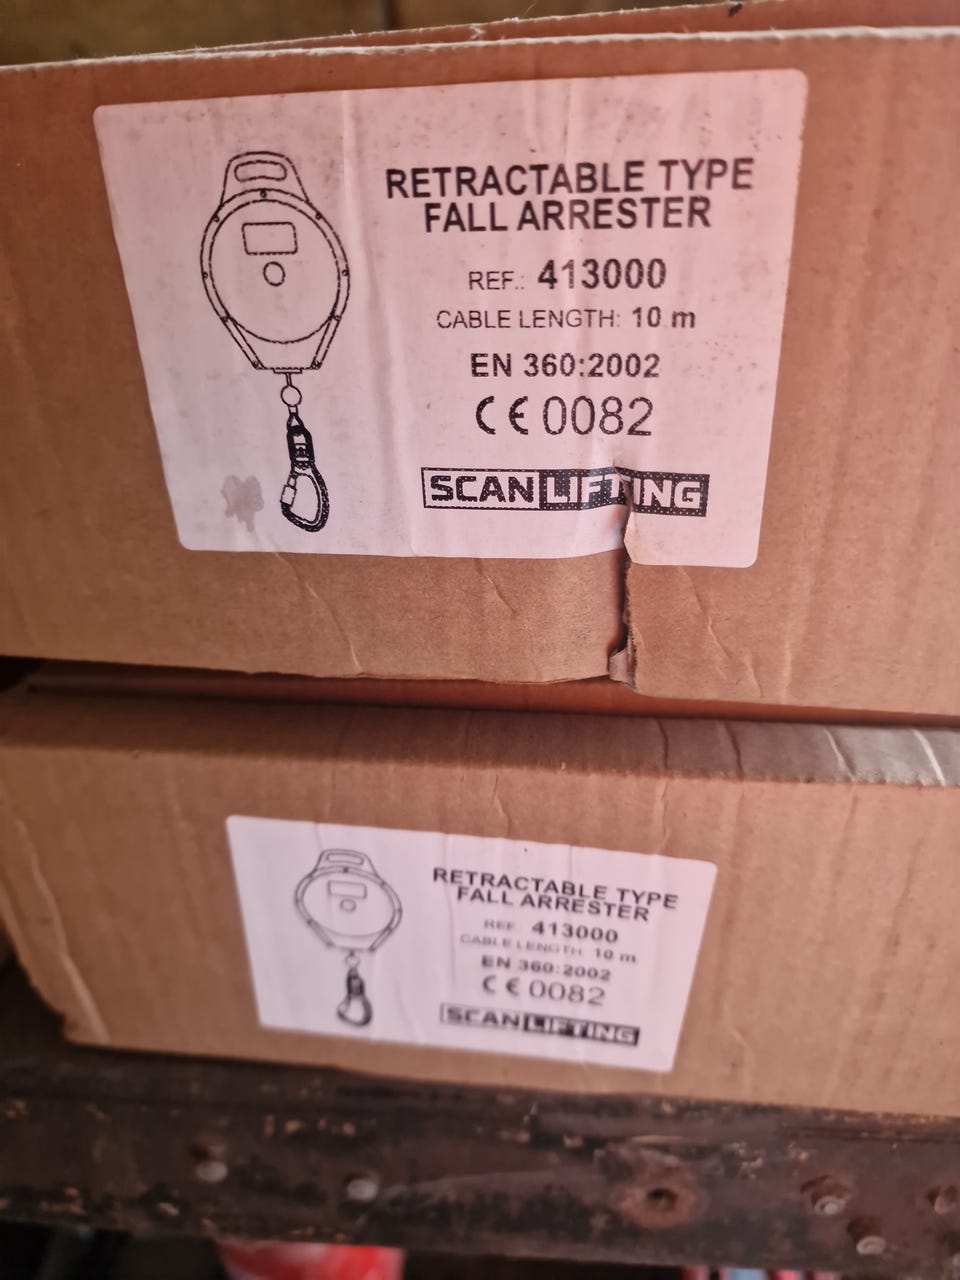 RETRACTABLE TYPE
FALL ARRESTER
REF.: 413000
CABLE LENGTH: 10 m
EN 360:2002
CE 0082
SCANLIFTING
RETRACTABLE TYPE
FALL ARRESTER
REF.: 413000
CABLE LENGTH: 10 m
EN 360:2002
CE 0082
SCANLIFTING